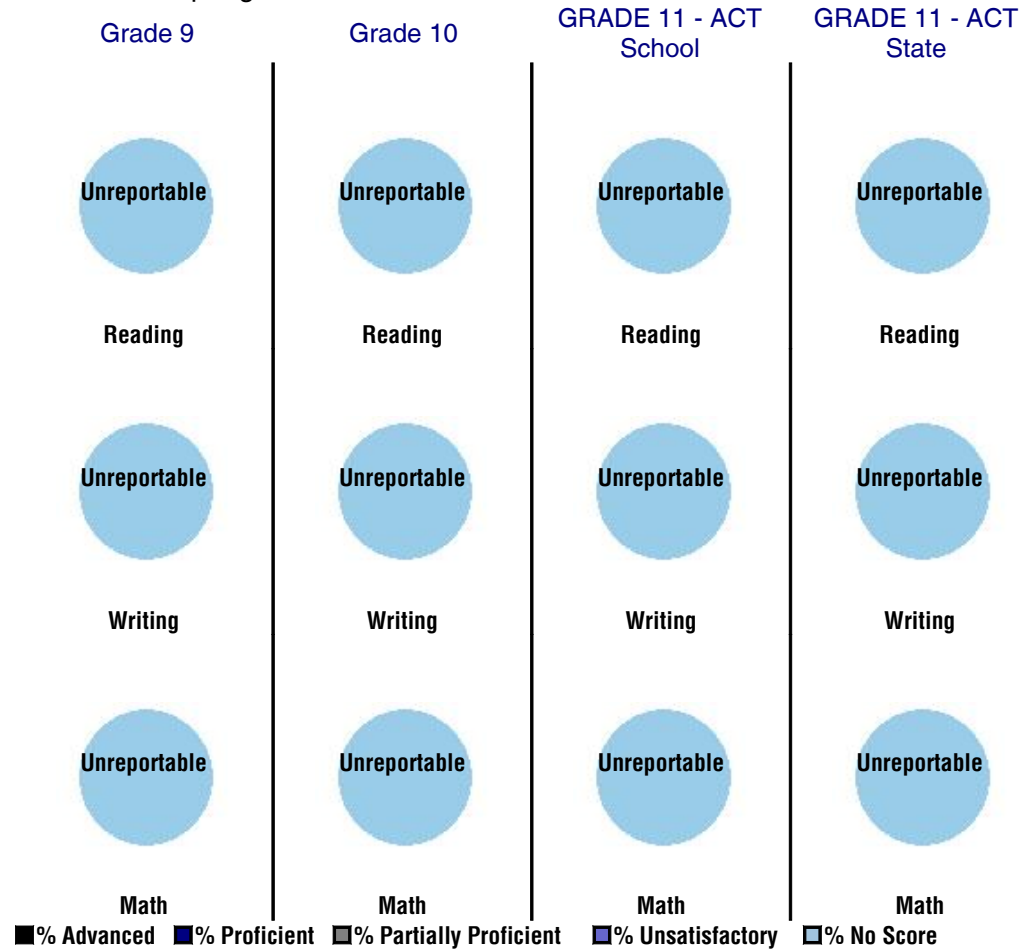 Grade 9 Grade 10 GRADE 11 - ACT School GRADE 11 - ACT State
Unreportable Unreportable Unreportable Unreportable
Reading Reading Reading Reading
Unreportable Unreportable Unreportable Unreportable
Writing Writing Writing Writing
Unreportable Unreportable Unreportable Unreportable
Math Math Math Math
% Advanced % Proficient % Partially Proficient % Unsatisfactory % No Score